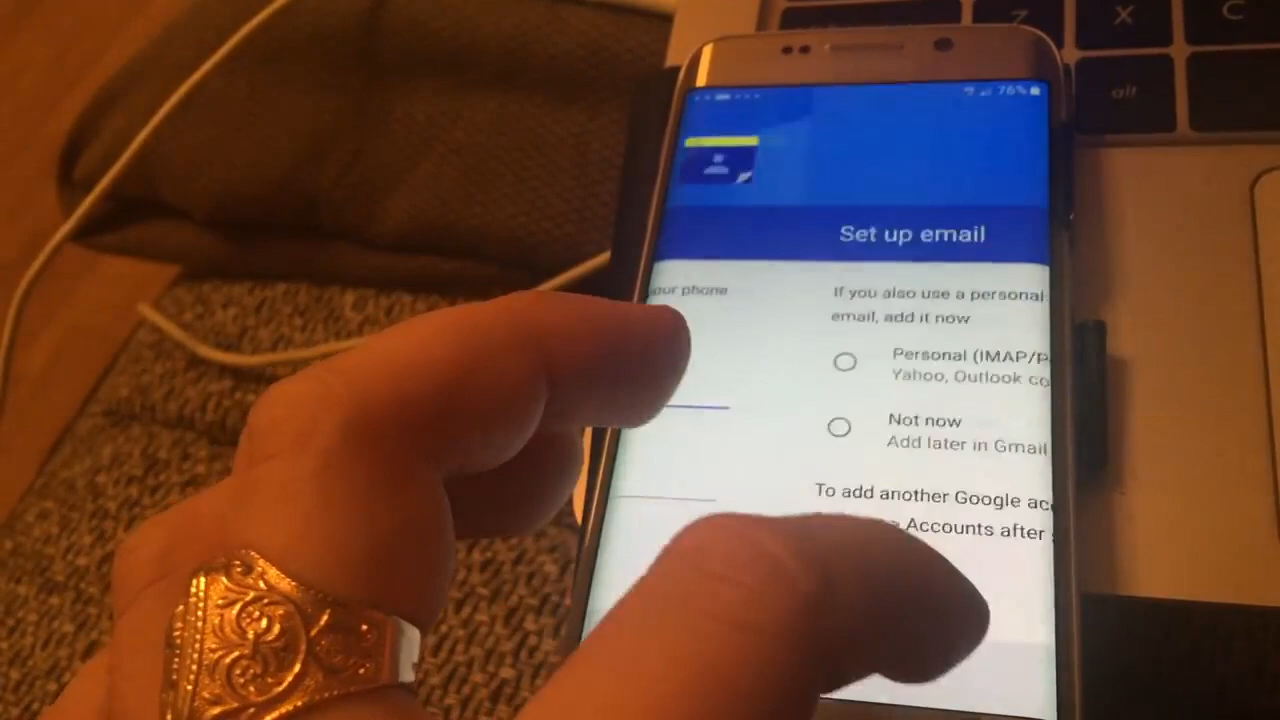 Z X C
alt
76%
Set up email
our phone
If you also use a personal
email, add it now
Personal (IMAP/P
Yahoo, Outlook co
Not now
Add later in Gmail
To add another Google acc
Accounts after